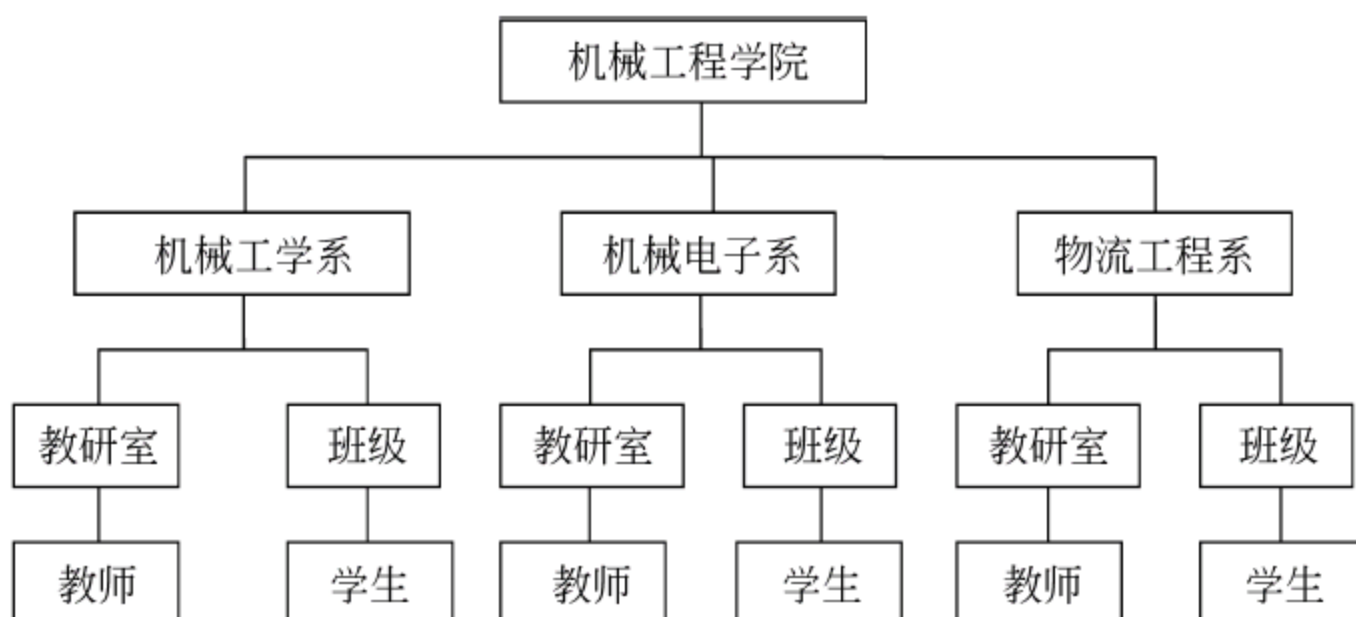 机械工程学院
机械工学系
机械电子系
物流工程系
教研室
班级
教研室
班级
教研室
班级
教师
学生
教师
学生
教师
学生